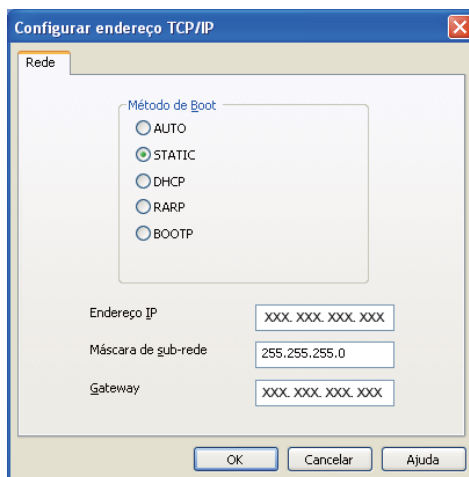 Configurar endereço TCP/IP
Rede
Método de Boot
AUTO
STATIC
DHCP
RARP
BOOTP
Endereço IP
XXX. XXX. XXX. XXX
Máscara de sub-rede
255.255.255.0
Gateway
XXX. XXX. XXX. XXX
OK
Cancelar
Ajuda